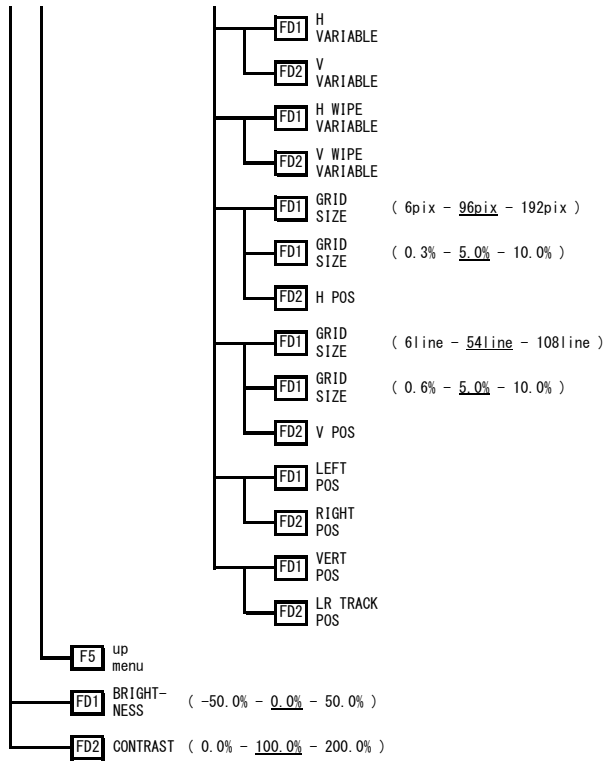 FD1 H
VARIABLE
FD2 V
VARIABLE
FD1 H WIPE
VARIABLE
FD2 V WIPE
VARIABLE
FD1 GRID
SIZE ( 6pix - 96pix - 192pix )
FD1 GRID
SIZE ( 0.3% - 5.0% - 10.0% )
FD2 H POS
FD1 GRID
SIZE ( 6line - 54line - 108line )
FD1 GRID
SIZE ( 0.6% - 5.0% - 10.0% )
FD2 V POS
FD1 LEFT
POS
FD2 RIGHT
POS
FD1 VERT
POS
FD2 LR TRACK
POS
F5 up
menu
FD1 BRIGHT-
NESS ( -50.0% - 0.0% - 50.0% )
FD2 CONTRAST ( 0.0% - 100.0% - 200.0% )